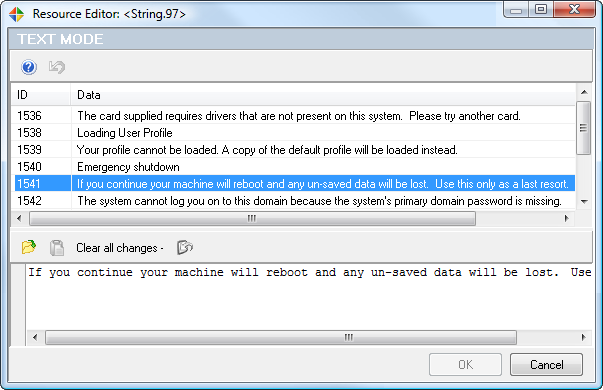 Resource Editor: <String.97>
TEXT MODE
ID Data
1536 The card supplied requires drivers that are not present on this system.  Please try another card.
1538 Loading User Profile
1539 Your profile cannot be loaded. A copy of the default profile will be loaded instead.
1540 Emergency shutdown
1541 If you continue your machine will reboot and any un-saved data will be lost.  Use this only as a last resort.
1542 The system cannot log you on to this domain because the system's primary domain password is missing.
Clear all changes -
If you continue your machine will reboot and any un-saved data will be lost.  Use
OK Cancel